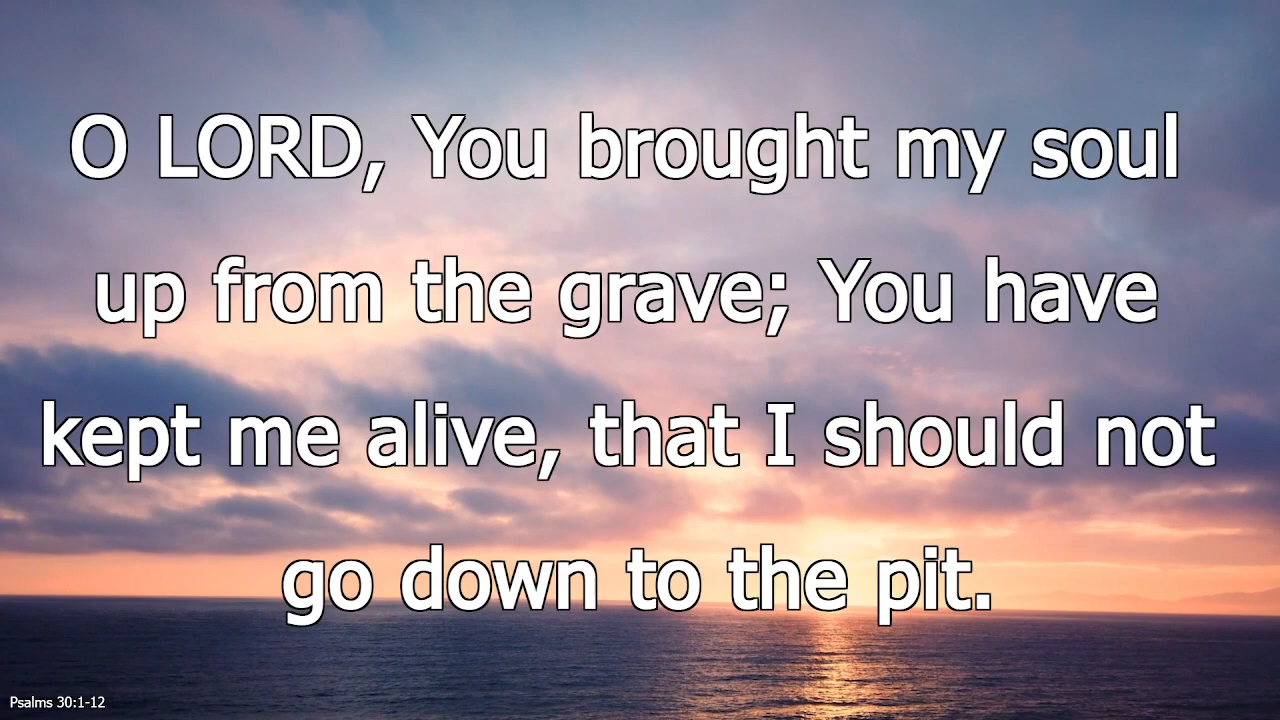 O LORD, You brought my soul
up from the grave; You have
kept me alive, that I should not
go down to the pit.
Psalms 30:1-12